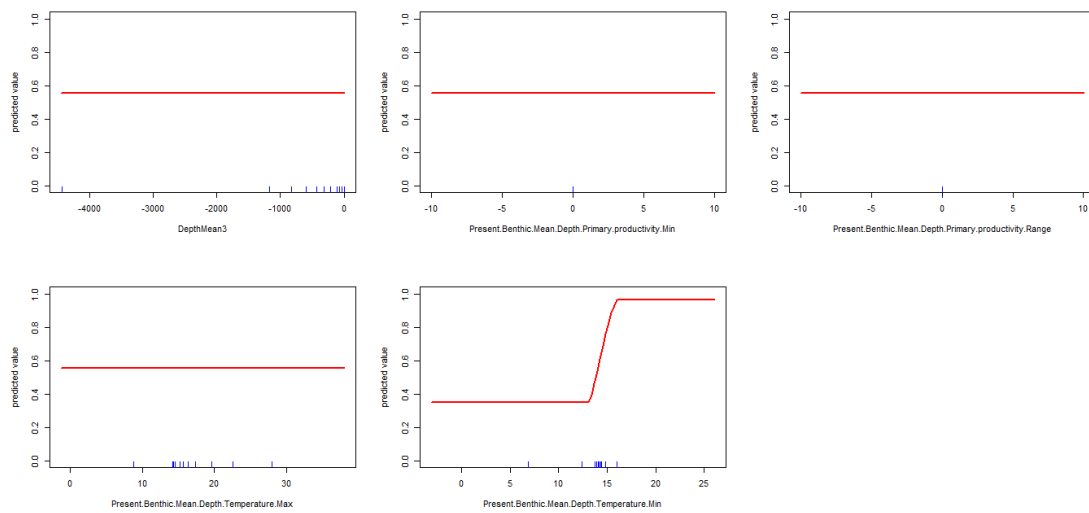 predicted value
0.0 0.2 0.4 0.6 0.8 1.0
-4000 -3000 -2000 -1000 0
DepthMean3
predicted value
0.0 0.2 0.4 0.6 0.8 1.0
-10 -5 0 5 10
Present.Benthic.Mean.Depth.Primary.productivity.Min
predicted value
0.0 0.2 0.4 0.6 0.8 1.0
-10 -5 0 5 10
Present.Benthic.Mean.Depth.Primary.productivity.Range
predicted value
0.0 0.2 0.4 0.6 0.8 1.0
0 10 20 30
Present.Benthic.Mean.Depth.Temperature.Max
predicted value
0.0 0.2 0.4 0.6 0.8 1.0
0 5 10 15 20 25
Present.Benthic.Mean.Depth.Temperature.Min